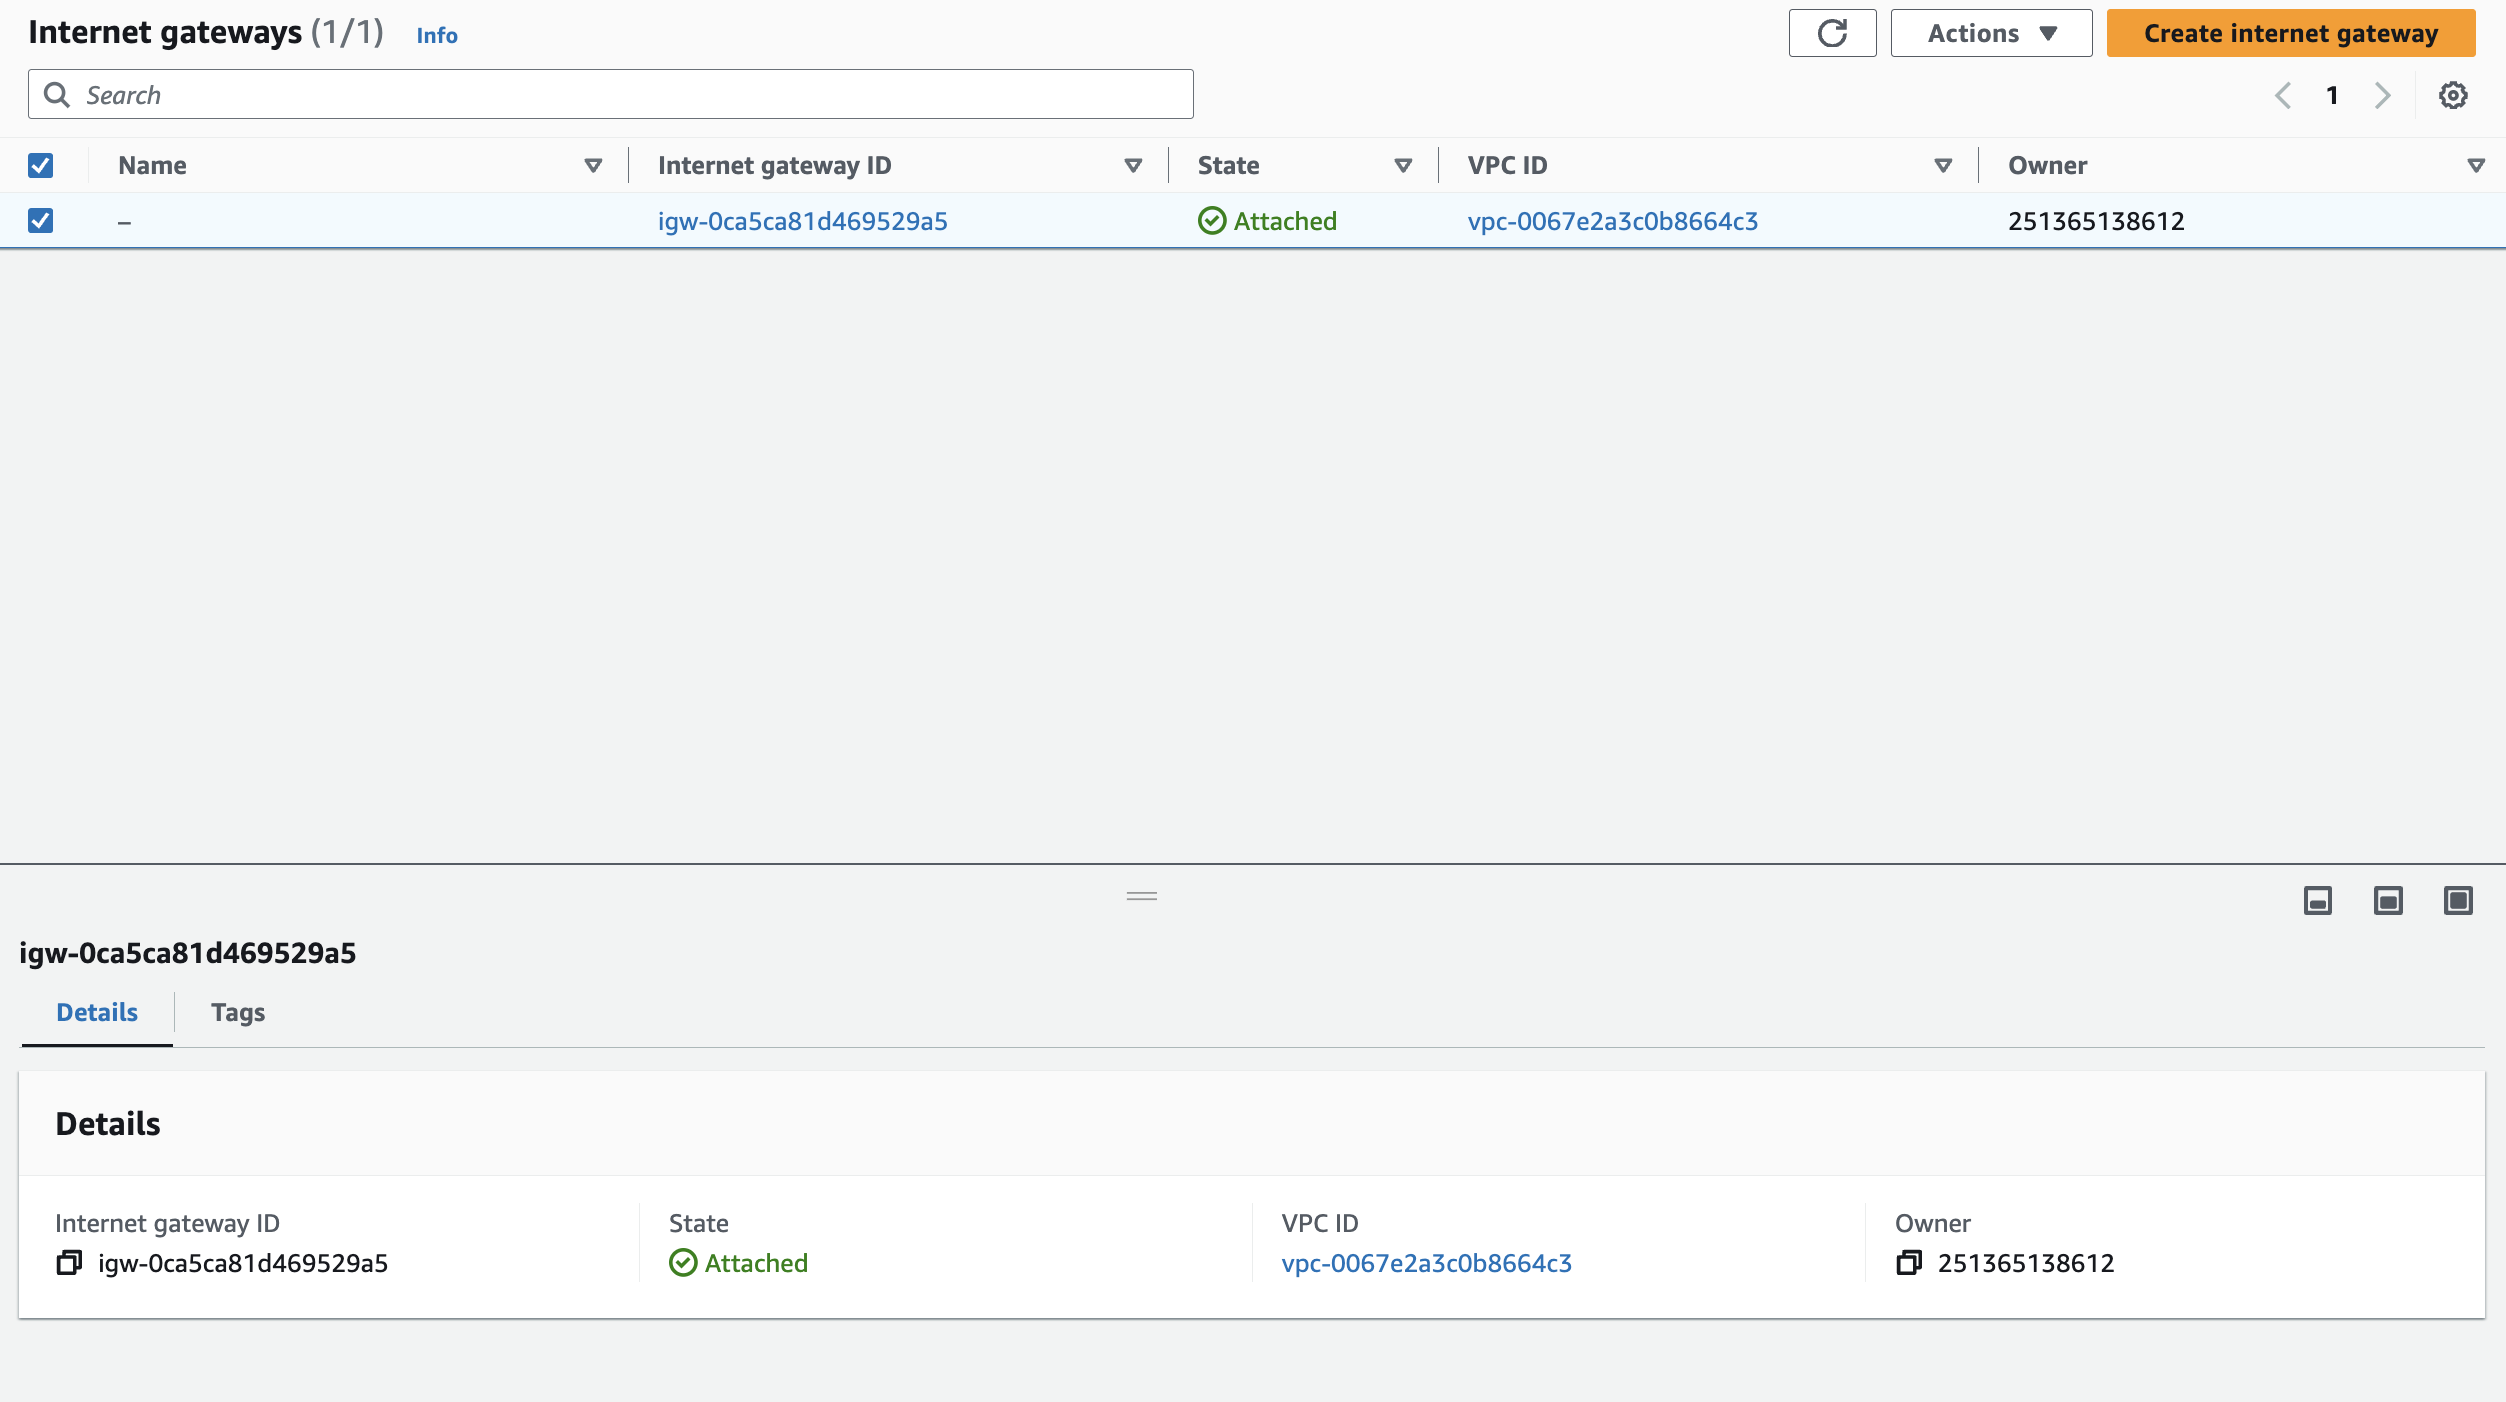 Internet gateways (1/1) Info
Actions
Create internet gateway
Search
1
Name Internet gateway ID State VPC ID Owner
– igw-0ca5ca81d469529a5 Attached vpc-0067e2a3c0b8664c3 251365138612
igw-0ca5ca81d469529a5
Details Tags
Details
Internet gateway ID State VPC ID Owner
igw-0ca5ca81d469529a5 Attached vpc-0067e2a3c0b8664c3 251365138612